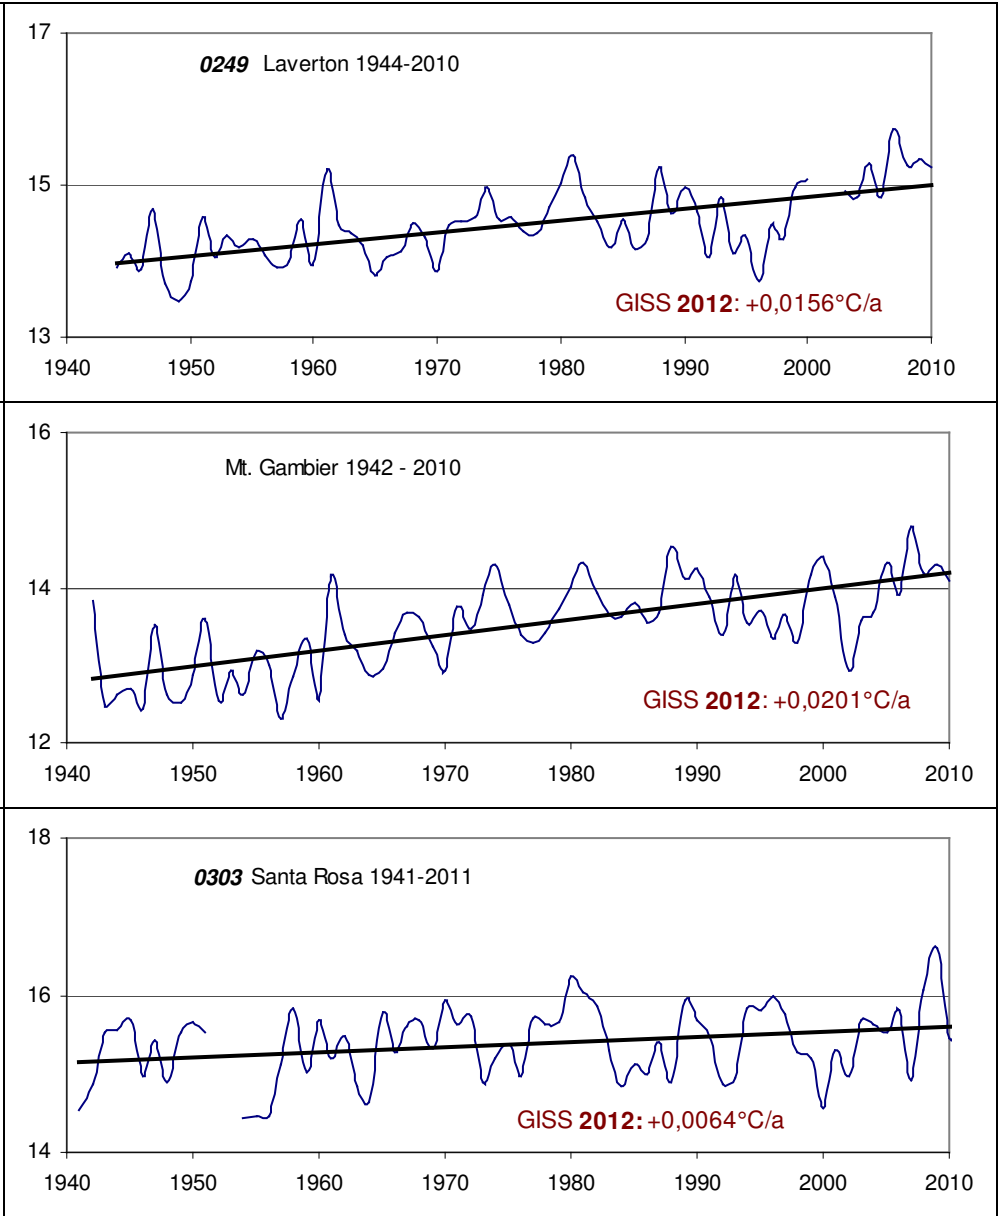 17
0249 Laverton 1944-2010
15
GISS 2012: +0,0156°C/a
13
1940 1950 1960 1970 1980 1990 2000 2010
16
Mt. Gambier 1942 - 2010
14
GISS 2012: +0,0201°C/a
12
1940 1950 1960 1970 1980 1990 2000 2010
18
0303 Santa Rosa 1941-2011
16
GISS 2012: +0,0064°C/a
14
1940 1950 1960 1970 1980 1990 2000 2010